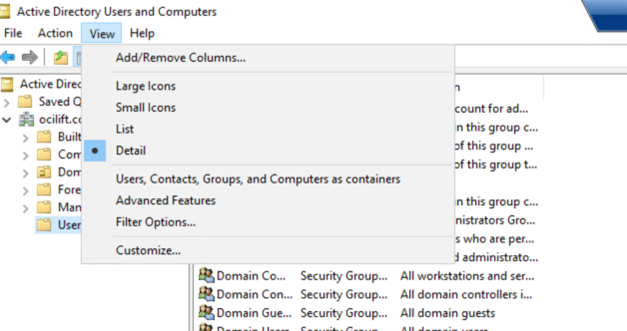 Active Directory Users and Computers
File Action View Help
Add/Remove Columns...
Active Direc
Large Icons
Saved Q
Small Icons
count for ad...
ocilift.co
List
n this group c...
Built
Detail
of this group ...
Com
of this group t...
Dom
Users, Contacts, Groups, and Computers as containers
Fore
Advanced Features
n this group c...
Man
Filter Options...
nistrators Gro...
User
s who are per...
Customize...
d administrato...
Domain Co... Security Group... All workstations and ser...
Domain Con... Security Group... All domain controllers i...
Domain Gue... Security Group... All domain guests
Domain Users Security Group... All domain users